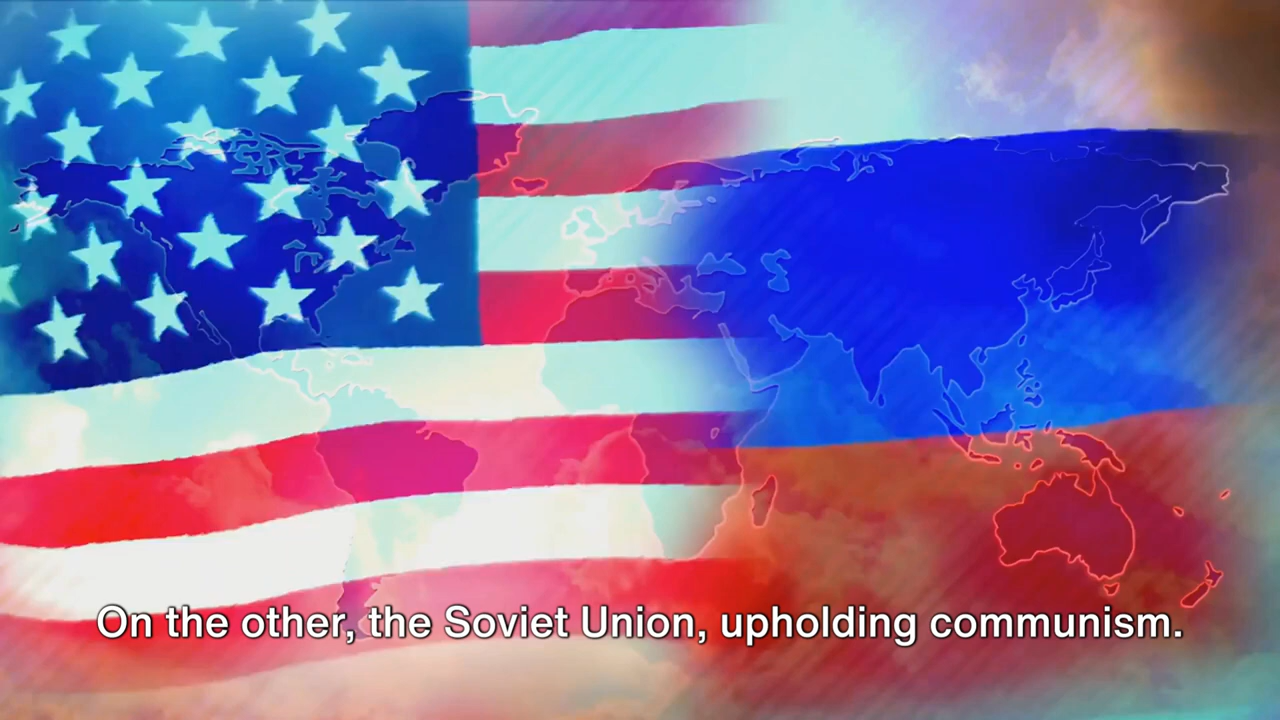 On the other, the Soviet Union, upholding communism.